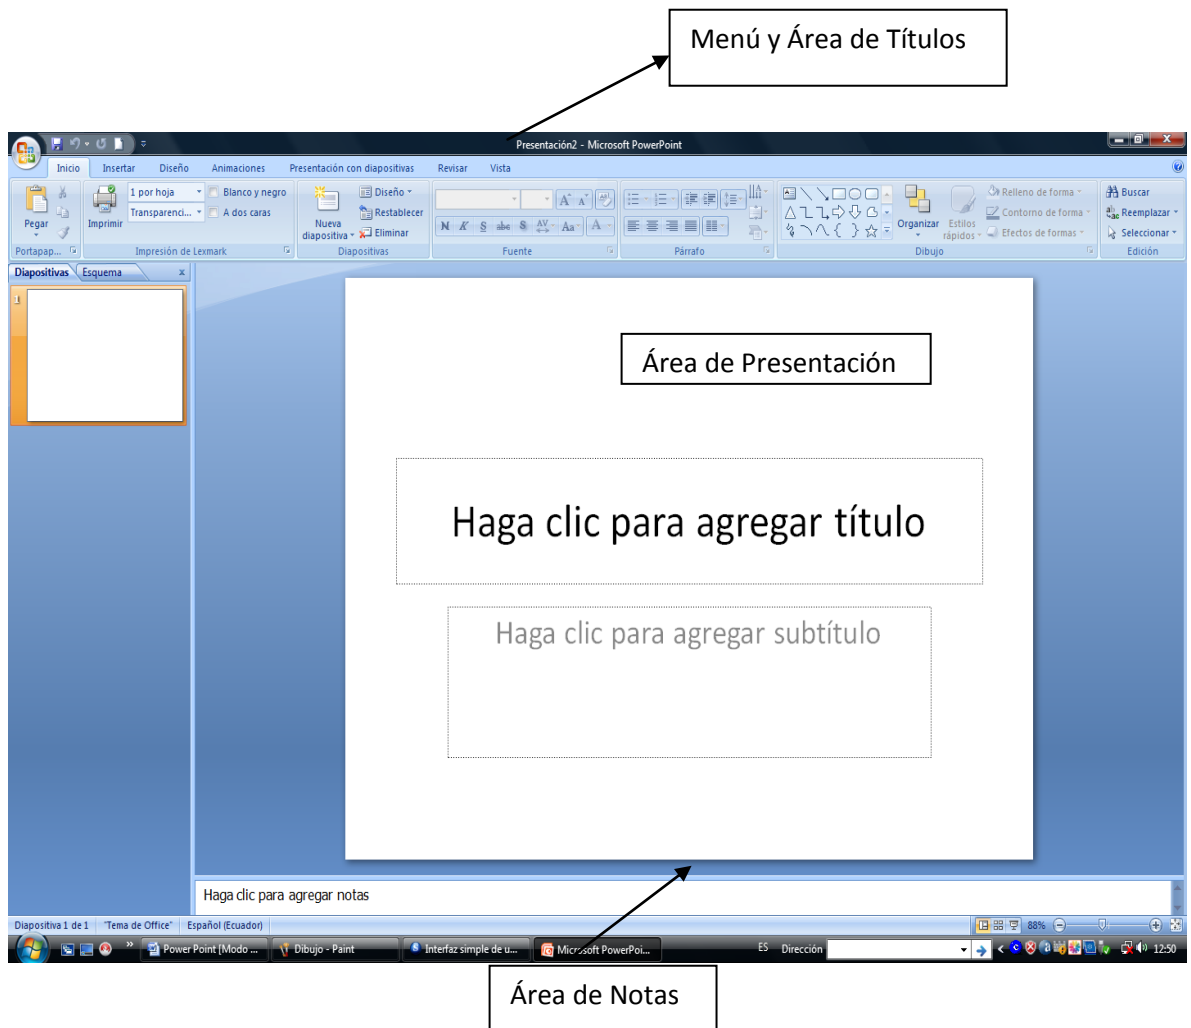 Menú y Área de Títulos
Presentación2 - Microsoft PowerPoint
Inicio Insertar Diseño Animaciones Presentación con diapositivas Revisar Vista
Pegar
Portapap...
Imprimir
1 por hoja
Transparenci...
Blanco y negro
A dos caras
Impresión de Lexmark
Nueva
diapositiva
Diseño
Restablecer
Eliminar
Diapositivas
N K S abc S AV Aa A
Fuente
Párrafo
Organizar
Estilos
rápidos
Relleno de forma
Contorno de forma
Efectos de formas
Dibujo
Buscar
Reemplazar
Seleccionar
Edición
Diapositivas Esquema x
1
Área de Presentación
Haga clic para agregar título
Haga clic para agregar subtítulo
Haga clic para agregar notas
Diapositiva 1 de 1 "Tema de Office" Español (Ecuador) 88%
Power Point [Modo ... Dibujo - Paint Interfaz simple de u... Microsoft PowerPoi... ES Dirección 12:50
Área de Notas